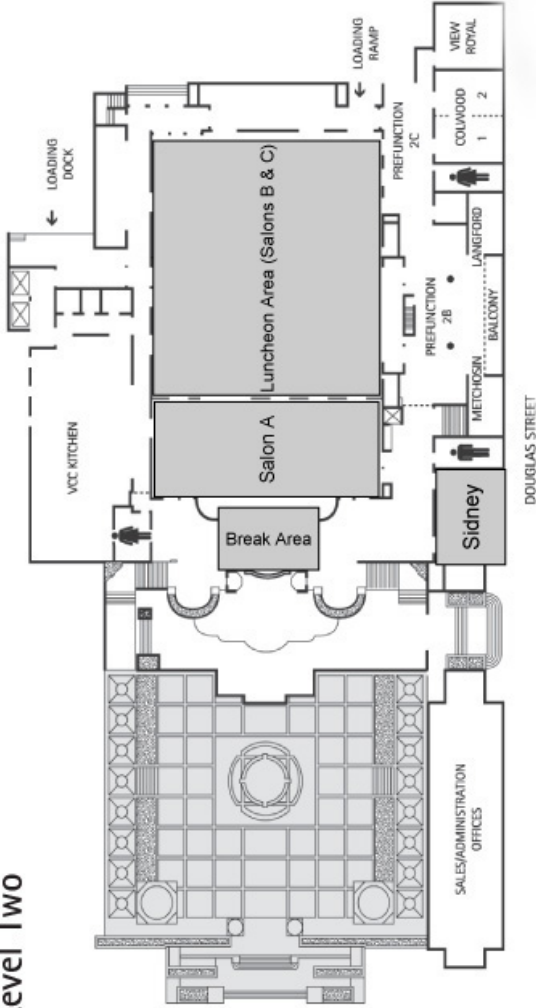 VIEW
ROYAL
LOADING
RAMP
COLWOOD
1 2
PREFUNCTION
2C
LOADING
DOCK
Luncheon Area (Salons B & C)
LANGFORD
PREFUNCTION
2B
BALCONY
METCHOSIN
DOUGLAS STREET
Salon A
VCC KITCHEN
Sidney
Break Area
SALES/ADMINISTRATION
OFFICES
evel Two